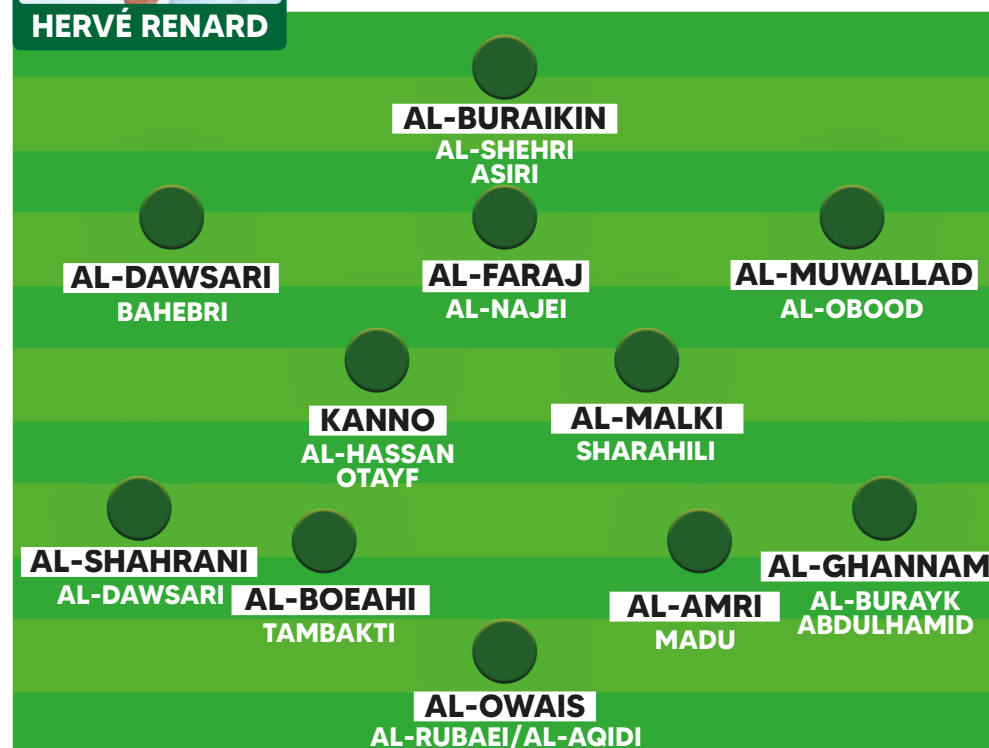 HERVÉ RENARD
AL-BURAIKIN
AL-SHEHRI
ASIRI
AL-DAWSARI
BAHEBRI
AL-FARAJ
AL-NAJEI
AL-MUWALLAD
AL-OBOOD
KANNO
AL-HASSAN
OTAYF
AL-MALKI
SHARAHILI
AL-SHAHRANI
AL-DAWSARI
AL-BOEAHI
TAMBAKTI
AL-AMRI
MADU
AL-GHANNAM
AL-BURAYK
ABDULHAMID
AL-OWAIS
AL-RUBAEI/AL-AQIDI